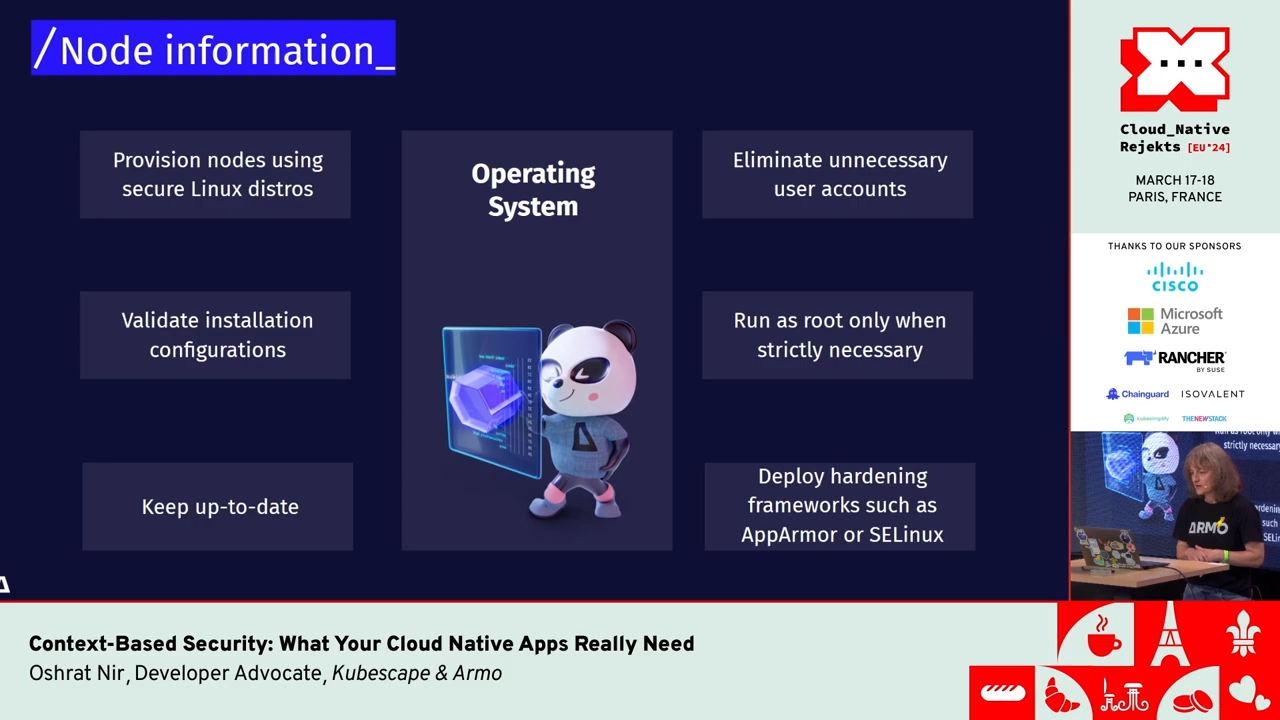 /Node information_
Provision nodes using
secure Linux distros
Validate installation
configurations
Keep up-to-date
Operating
System
Eliminate unnecessary
user accounts
Run as root only when
strictly necessary
Deploy hardening
frameworks such as
AppArmor or SELinux
Cloud_Native
Rejekts [EU'24]
MARCH 17-18
PARIS, FRANCE
THANKS TO OUR SPONSORS
CISCO
Microsoft
Azure
RANCHER
BY SUSE
Chainguard
ISOVALENT
kubesimplify
THENEWSTACK
strictly necessary
ARMO
Context-Based Security: What Your Cloud Native Apps Really Need
Oshrat Nir, Developer Advocate, Kubescape & Armo